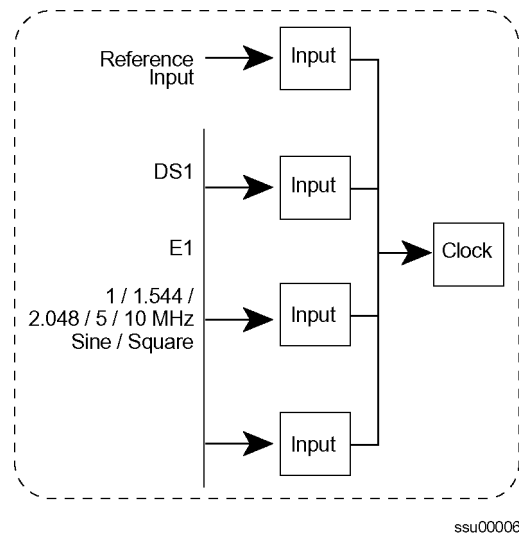 Reference
Input
Input
DS1
Input
E1
Clock
1 / 1.544 /
2.048 / 5 / 10 MHz
Sine / Square
Input
Input
ssu00006